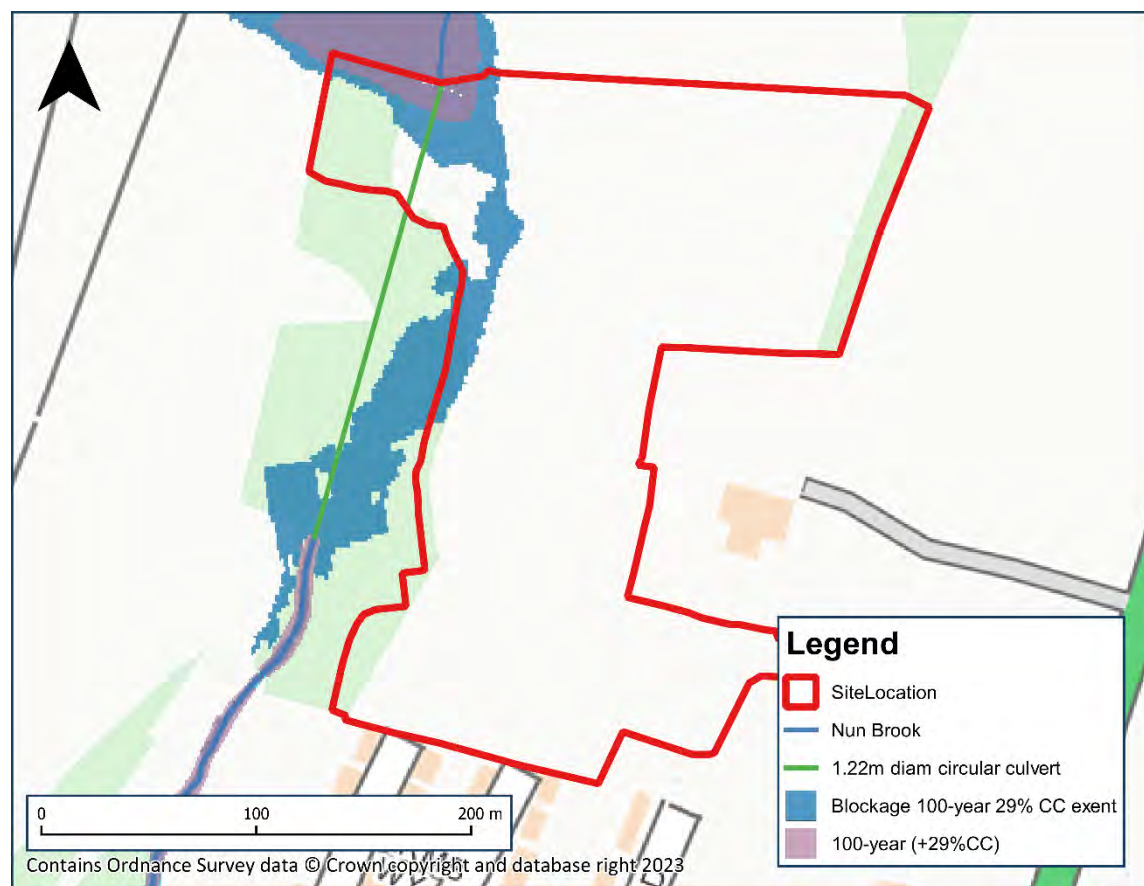 Legend
SiteLocation
Nun Brook
1.22m diam circular culvert
Blockage 100-year 29% CC exent
100-year (+29%CC)
0 100 200 m
Contains Ordnance Survey data © Crown copyright and database right 2023